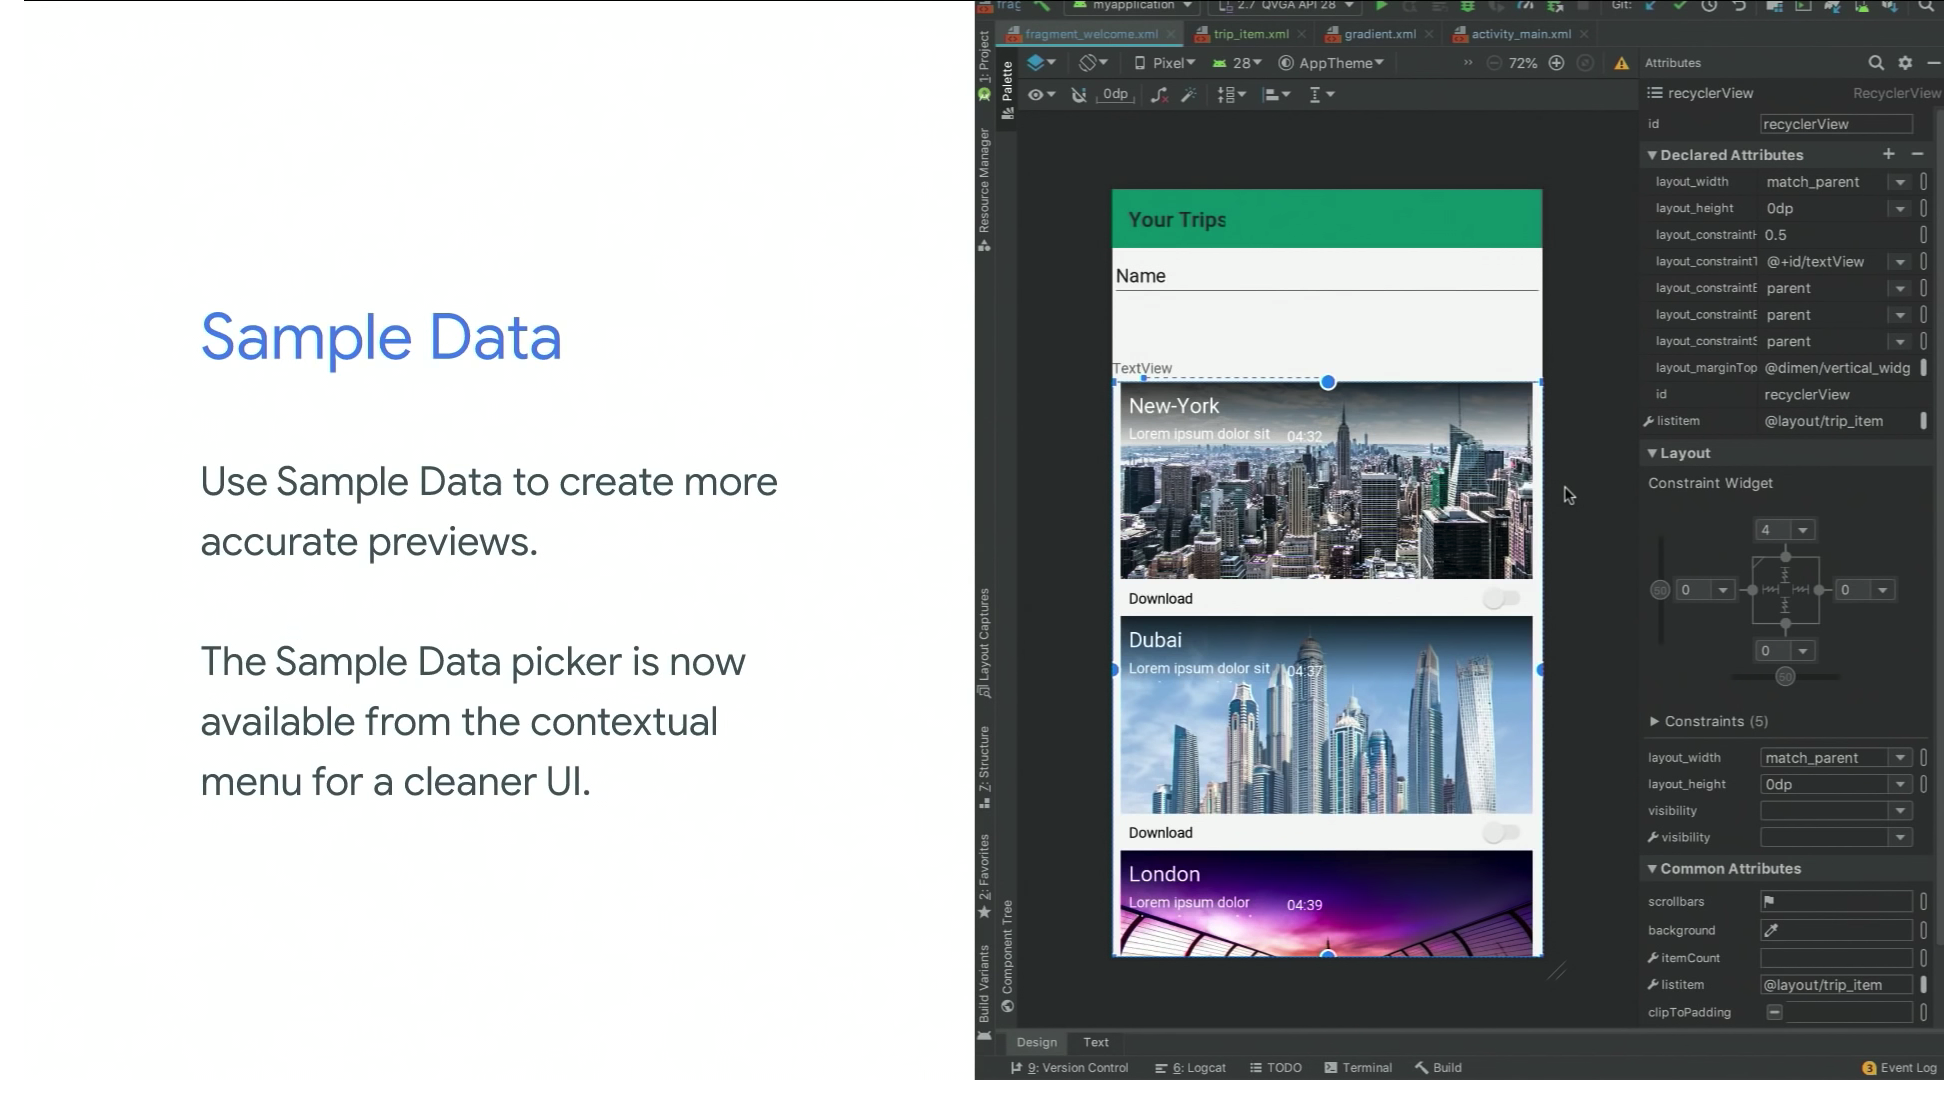 Sample Data
Use Sample Data to create more
accurate previews.
The Sample Data picker is now
available from the contextual
menu for a cleaner UI.
myapplication
2.7 QVGA API 28
Git:
fragment_welcome.xml
trip_item.xml
gradient.xml
activity_main.xml
Pixel
28
AppTheme
72%
0dp
1: Project
Resource Manager
Layout Captures
7: Structure
2: Favorites
Build Variants
Palette
Component Tree
Your Trips
Name
TextView
New-York
Lorem ipsum dolor sit
04:32
Download
Dubai
Lorem ipsum dolor sit
04:37
Download
London
Lorem ipsum dolor
04:39
Attributes
recyclerView RecyclerView
id recyclerView
Declared Attributes
layout_width match_parent
layout_height 0dp
layout_constraintH 0.5
layout_constraintT @+id/textView
layout_constraintE parent
layout_constraintE parent
layout_constraintS parent
layout_marginTop @dimen/vertical_widg
id recyclerView
listitem @layout/trip_item
Layout
Constraint Widget
4
50 0 0
0
50
Constraints (5)
layout_width match_parent
layout_height 0dp
visibility
visibility
Common Attributes
scrollbars
background
itemCount
listitem @layout/trip_item
clipToPadding
Design Text
9: Version Control 6: Logcat TODO Terminal Build
3 Event Log